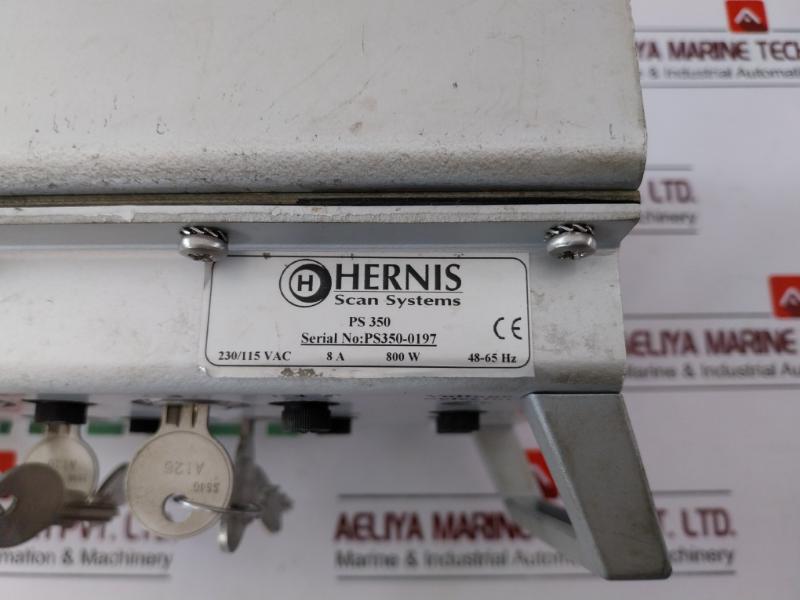 AELIYA MARINE TECH
Marine & Industrial Automation
LTD.
Machinery
H HERNIS
Scan Systems
PS 350
Serial No:PS350-0197
CE
230/115 VAC 8 A 800 W 48-65 Hz
AELIYA MARINE
Marine & Industrial Automation
A126
LTD.
AELIYA MARINE
PVT. LTD.
Automation & Machinery
Marine & Industrial Automation & Machinery